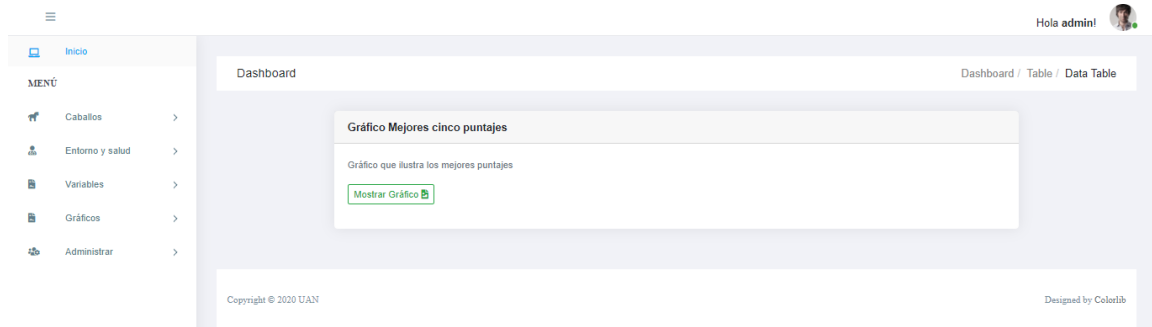 Hola admin!
Inicio
MENÚ
Caballos
Entorno y salud
Variables
Gráficos
Administrar
Dashboard
Dashboard / Table / Data Table
Gráfico Mejores cinco puntajes
Gráfico que ilustra los mejores puntajes
Mostrar Gráfico
Copyright © 2020 UAN
Designed by Colorlib